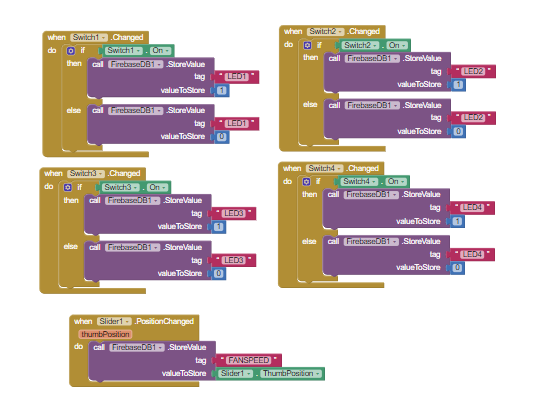 when Switch1 .Changed
do if Switch1 . On
then call FirebaseDB1 .StoreValue
tag " LED1 "
valueToStore 1
else call FirebaseDB1 .StoreValue
tag " LED1 "
valueToStore 0
when Switch2 .Changed
do if Switch2 . On
then call FirebaseDB1 .StoreValue
tag " LED2 "
valueToStore 1
else call FirebaseDB1 .StoreValue
tag " LED2 "
valueToStore 0
when Switch3 .Changed
do if Switch3 . On
then call FirebaseDB1 .StoreValue
tag " LED3 "
valueToStore 1
else call FirebaseDB1 .StoreValue
tag " LED3 "
valueToStore 0
when Switch4 .Changed
do if Switch4 . On
then call FirebaseDB1 .StoreValue
tag " LED4 "
valueToStore 1
else call FirebaseDB1 .StoreValue
tag " LED4 "
valueToStore 0
when Slider1 .PositionChanged
thumbPosition
do call FirebaseDB1 .StoreValue
tag " FANSPEED "
valueToStore Slider1 . ThumbPosition